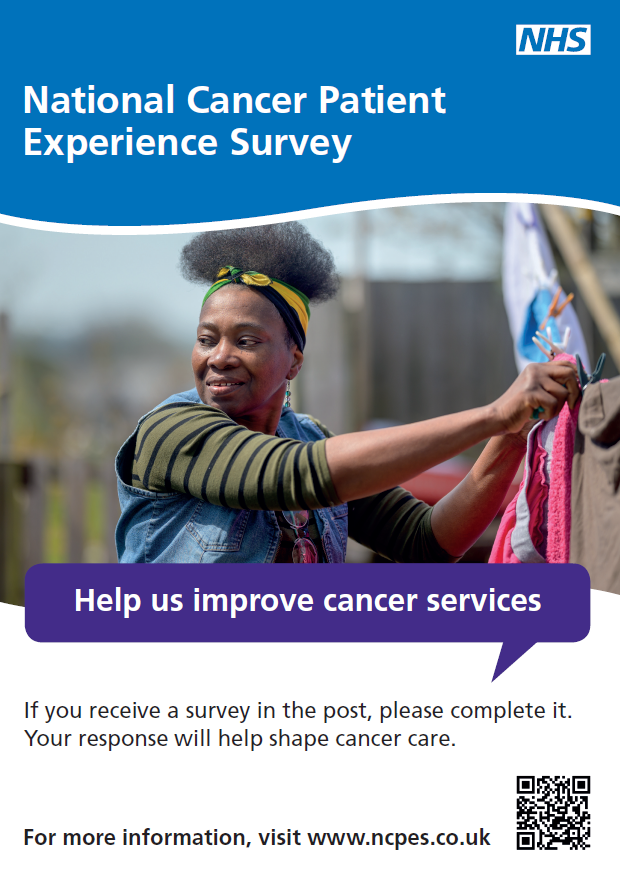 NHS
National Cancer Patient
Experience Survey
Help us improve cancer services
If you receive a survey in the post, please complete it.
Your response will help shape cancer care.
For more information, visit www.ncpes.co.uk